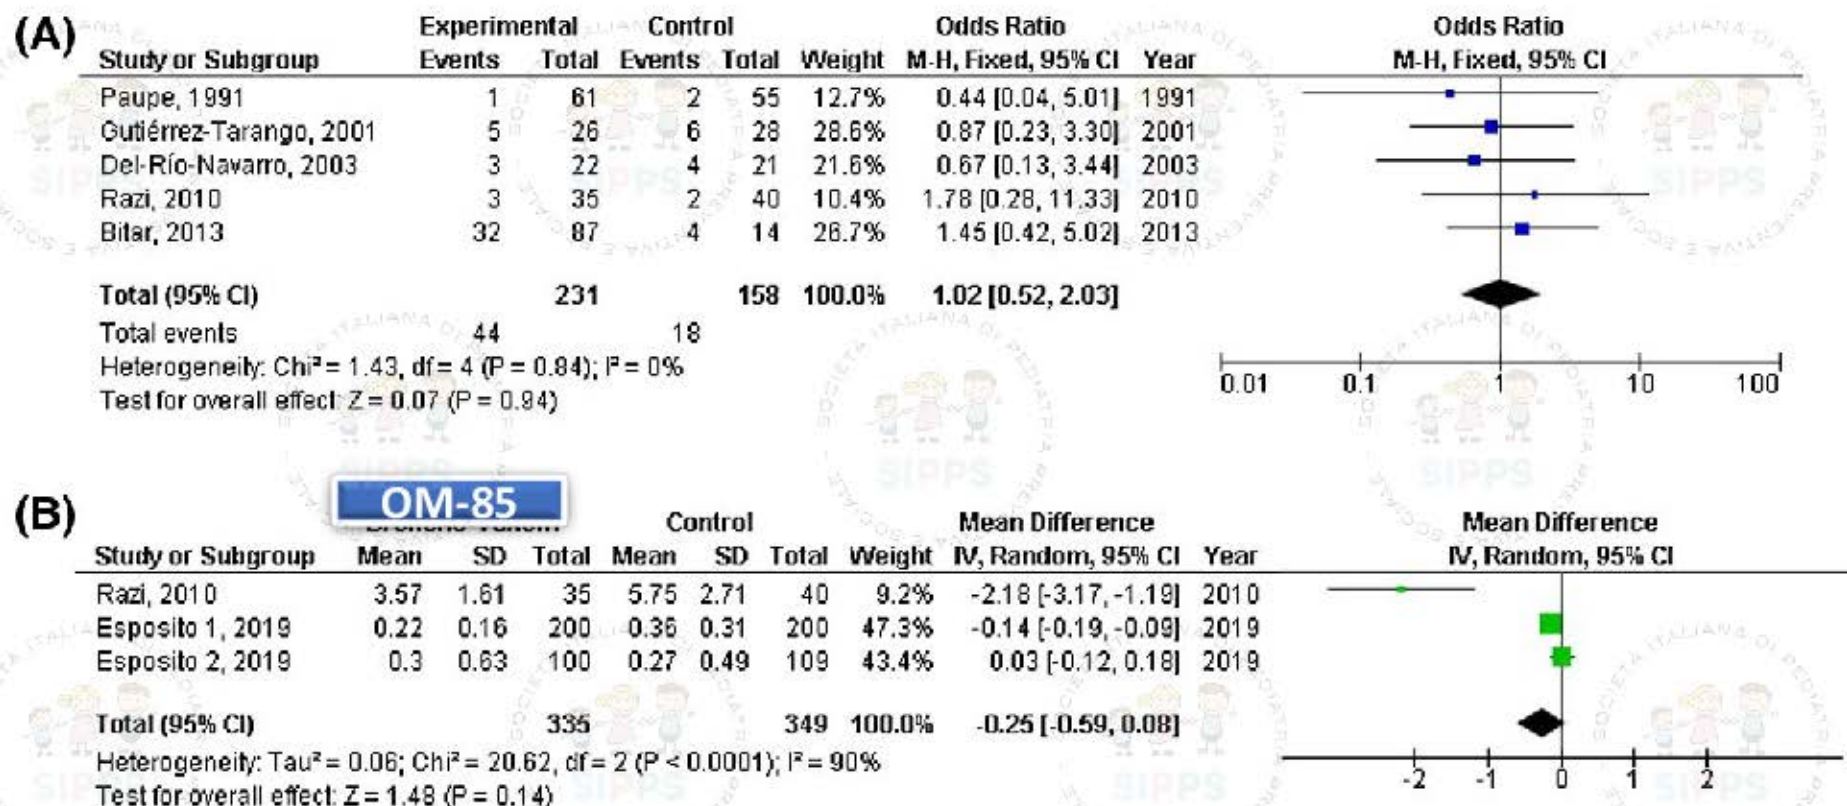 (A)
Experimental Control Odds Ratio Odds Ratio
Study or Subgroup Events Total Events Total Weight M-H, Fixed, 95% CI Year M-H, Fixed, 95% CI
Paupe, 1991 1 61 2 55 12.7% 0.44 [0.04, 5.01] 1991
Gutiérrez-Tarango, 2001 5 26 6 28 28.6% 0.87 [0.23, 3.30] 2001
Del-Río-Navarro, 2003 3 22 4 21 21.6% 0.67 [0.13, 3.44] 2003
Razi, 2010 3 35 2 40 10.4% 1.78 [0.28, 11.33] 2010
Bitar, 2013 32 87 4 14 26.7% 1.45 [0.42, 5.02] 2013
Total (95% CI) 231 158 100.0% 1.02 [0.52, 2.03]
Total events 44 18
Heterogeneity: Chi² = 1.43, df = 4 (P = 0.84); I² = 0%
Test for overall effect: Z = 0.07 (P = 0.94)
0.01 0.1 1 10 100
(B)
OM-85
Control Mean Difference Mean Difference
Study or Subgroup Mean SD Total Mean SD Total Weight IV, Random, 95% CI Year IV, Random, 95% CI
Razi, 2010 3.57 1.61 35 5.75 2.71 40 9.2% -2.18 [-3.17, -1.19] 2010
Esposito 1, 2019 0.22 0.16 200 0.36 0.31 200 47.3% -0.14 [-0.19, -0.09] 2019
Esposito 2, 2019 0.3 0.63 100 0.27 0.49 109 43.4% 0.03 [-0.12, 0.18] 2019
Total (95% CI) 335 349 100.0% -0.25 [-0.59, 0.08]
Heterogeneity: Tau² = 0.06; Chi² = 20.62, df = 2 (P < 0.0001); I² = 90%
Test for overall effect: Z = 1.48 (P = 0.14)
-2 -1 0 1 2
SIPPS